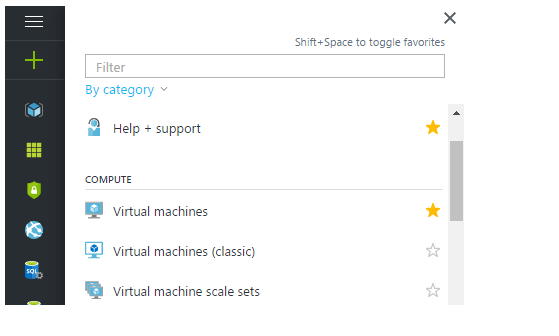 Shift+Space to toggle favorites
Filter
By category
Help + support
COMPUTE
Virtual machines
Virtual machines (classic)
Virtual machine scale sets
SQL